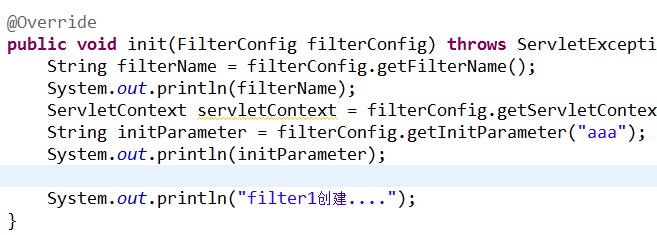 @Override
public void init(FilterConfig filterConfig) throws ServletExcepti
String filterName = filterConfig.getFilterName();
System.out.println(filterName);
ServletContext servletContext = filterConfig.getServletContex
String initParameter = filterConfig.getInitParameter("aaa");
System.out.println(initParameter);
System.out.println("filter1创建....");
}